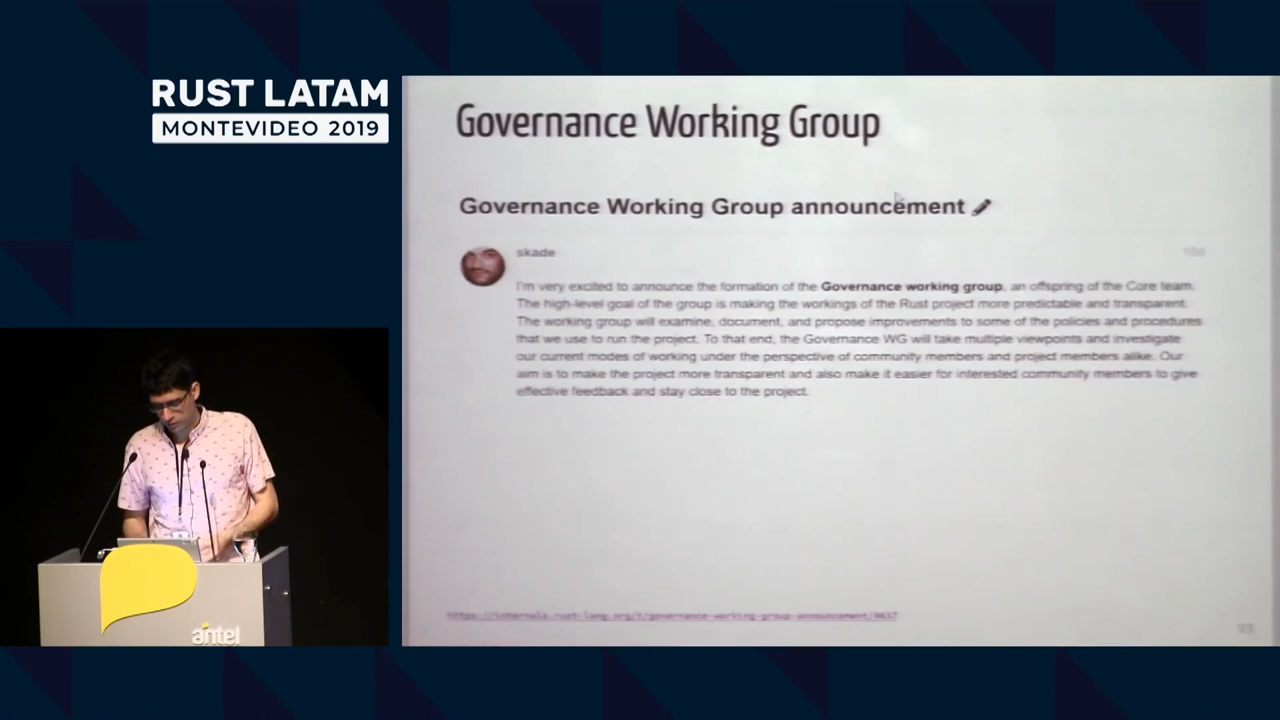 RUST LATAM
MONTEVIDEO 2019
Governance Working Group
Governance Working Group announcement
skade
10d
I'm very excited to announce the formation of the Governance working group, an offspring of the Core team.
The high-level goal of the group is making the workings of the Rust project more predictable and transparent.
The working group will examine, document, and propose improvements to some of the policies and procedures
that we use to run the project. To that end, the Governance WG will take multiple viewpoints and investigate
our current modes of working under the perspective of community members and project members alike. Our
aim is to make the project more transparent and also make it easier for interested community members to give
effective feedback and stay close to the project.
https://internals.rust-lang.org/t/governance-working-group-announcement/9637
93
antel